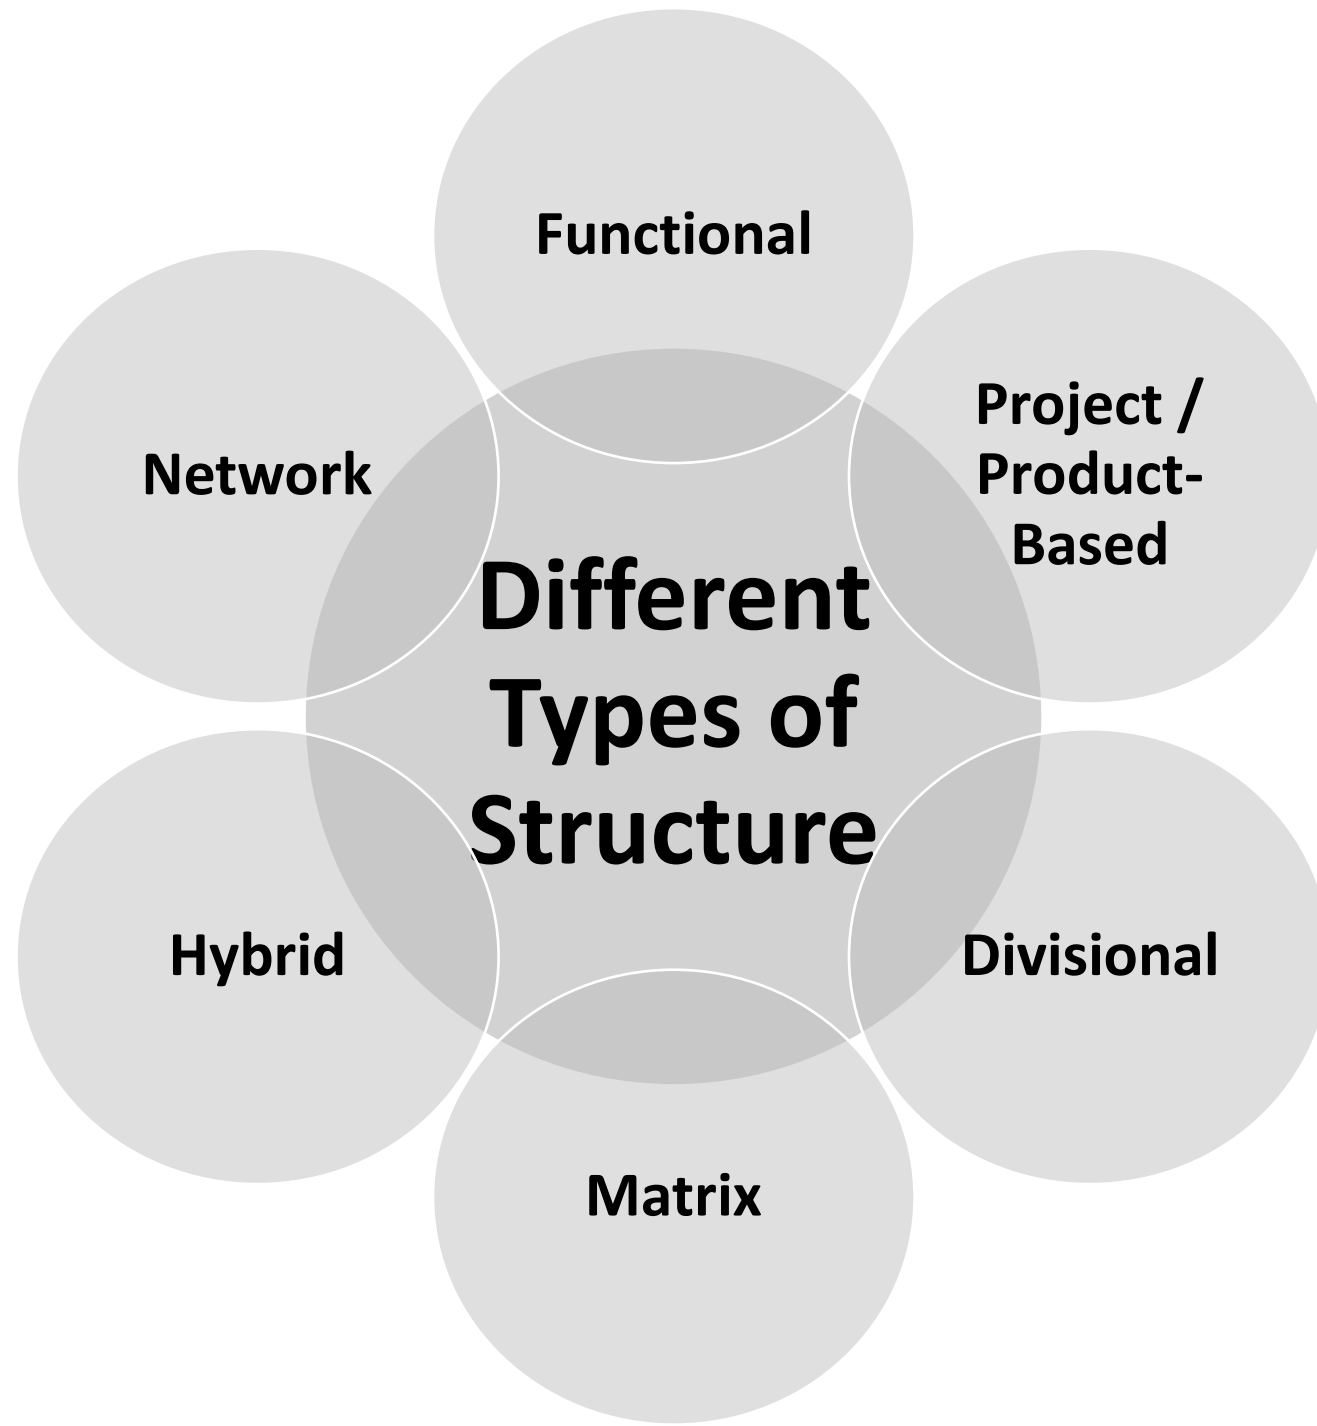 Functional
Project /
Product-
Based
Network
Different
Types of
Structure
Hybrid
Divisional
Matrix